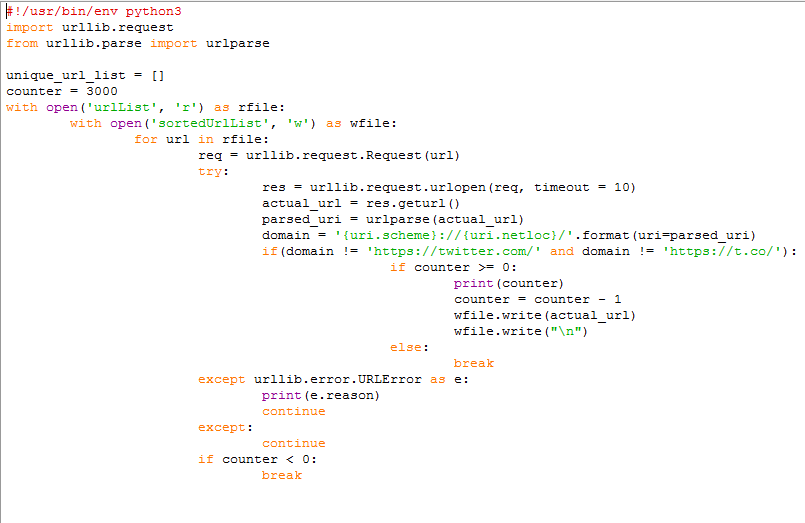 #!/usr/bin/env python3
import urllib.request
from urllib.parse import urlparse

unique_url_list = []
counter = 3000
with open('urlList', 'r') as rfile:
        with open('sortedUrlList', 'w') as wfile:
                for url in rfile:
                        req = urllib.request.Request(url)
                        try:
                                res = urllib.request.urlopen(req, timeout = 10)
                                actual_url = res.geturl()
                                parsed_uri = urlparse(actual_url)
                                domain = '{uri.scheme}://{uri.netloc}/'.format(uri=parsed_uri)
                                if(domain != 'https://twitter.com/' and domain != 'https://t.co/'):
                                                if counter >= 0:
                                                        print(counter)
                                                        counter = counter - 1
                                                        wfile.write(actual_url)
                                                        wfile.write("\n")
                                                else:
                                                        break
                        except urllib.error.URLError as e:
                                print(e.reason)
                                continue
                        except:
                                continue
                        if counter < 0:
                                break